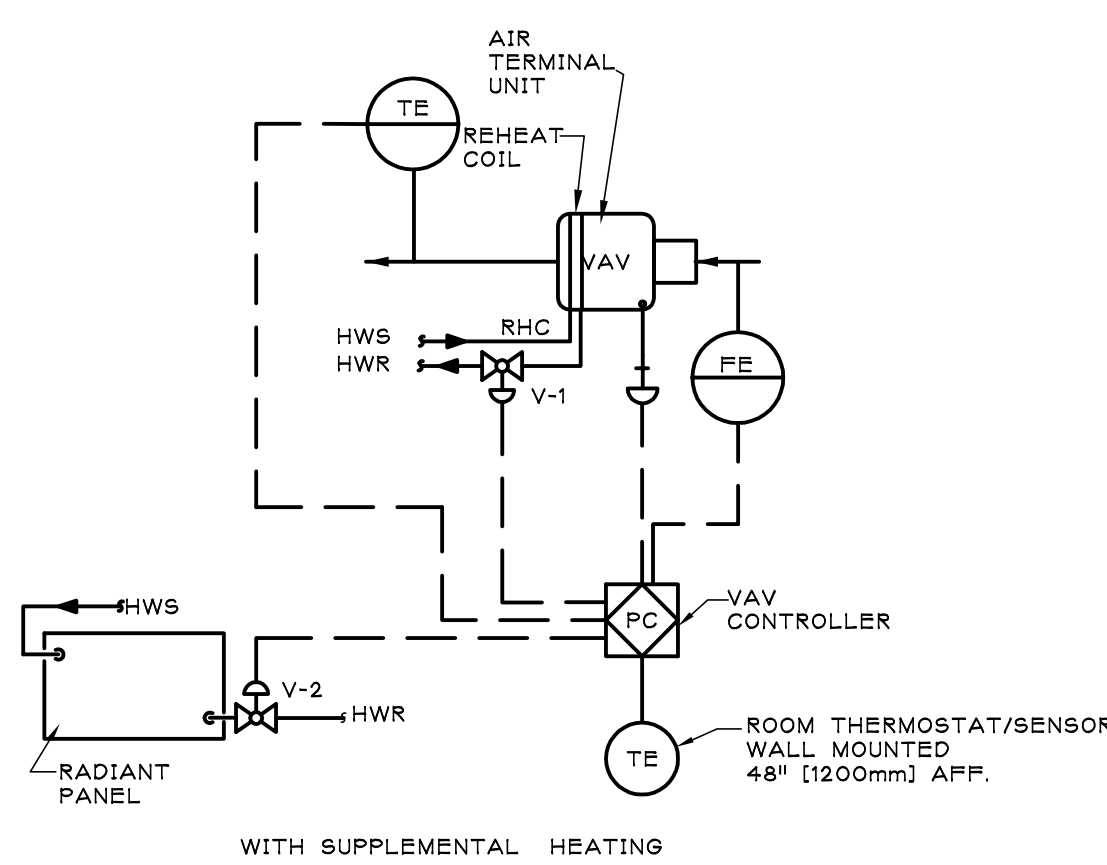 AIR
TERMINAL
UNIT
TE
REHEAT
COIL
VAV
HWS
RHC
HWR
V-1
FE
HWS
PC
VAV
CONTROLLER
V-2
HWR
ROOM THERMOSTAT/SENSOR
WALL MOUNTED
48" [1200mm] AFF.
TE
RADIANT
PANEL
WITH SUPPLEMENTAL HEATING